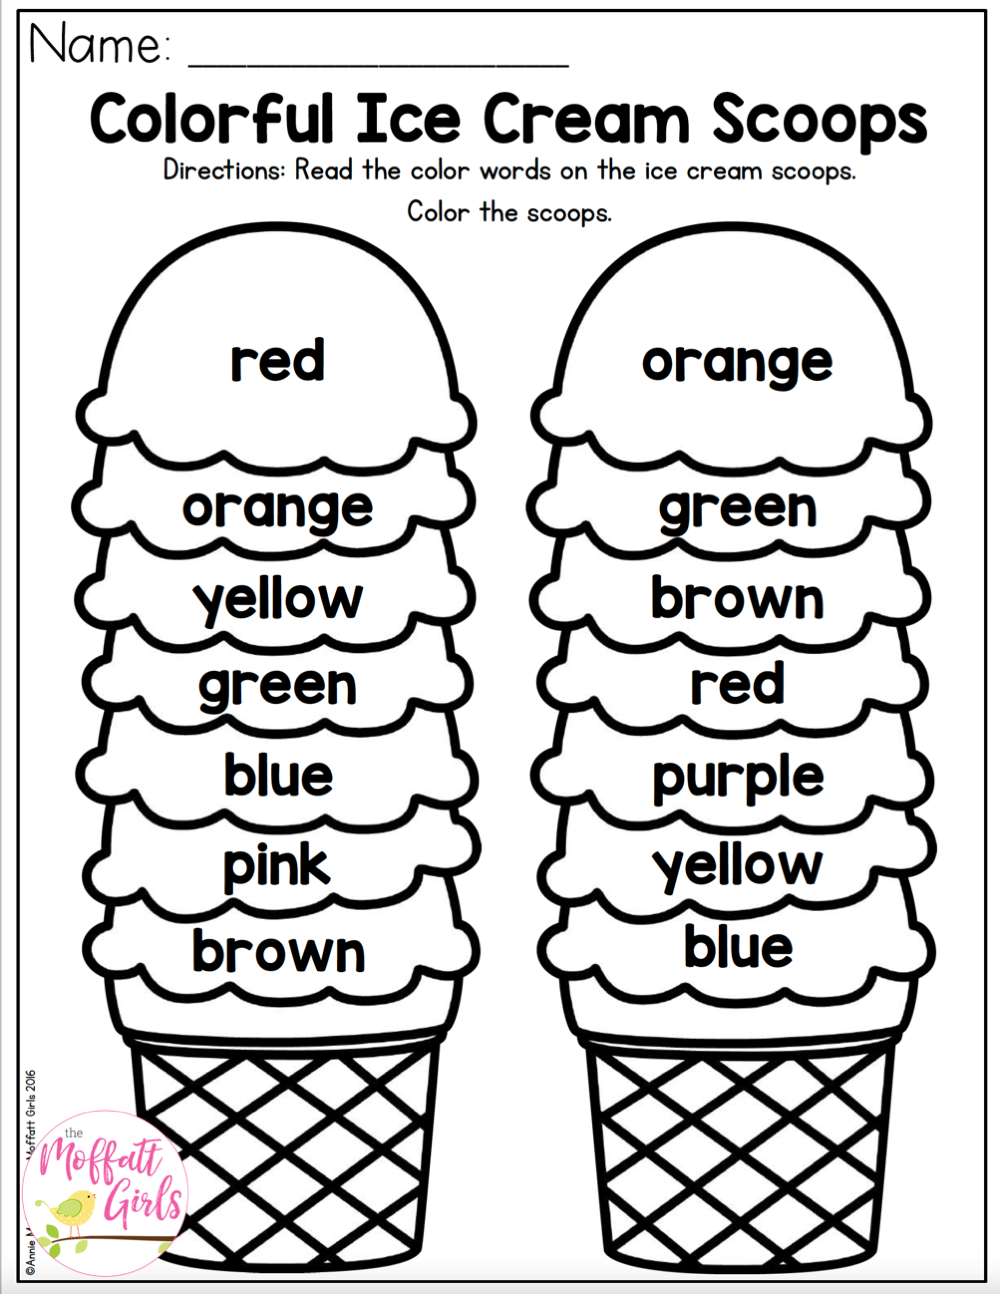 Name: ____________________
Colorful Ice Cream Scoops
Directions: Read the color words on the ice cream scoops.
Color the scoops.
red
orange
yellow
green
blue
pink
brown
orange
green
brown
red
purple
yellow
blue
the
Moffatt
Girls
©Annie
Moffatt Girls 2016